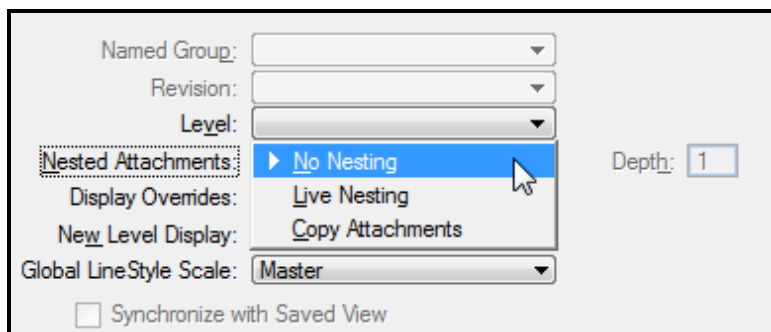 Named Group:
Revision:
Level:
Nested Attachments: No Nesting Depth: 1
Display Overrides: Live Nesting
New Level Display: Copy Attachments
Global LineStyle Scale: Master
Synchronize with Saved View